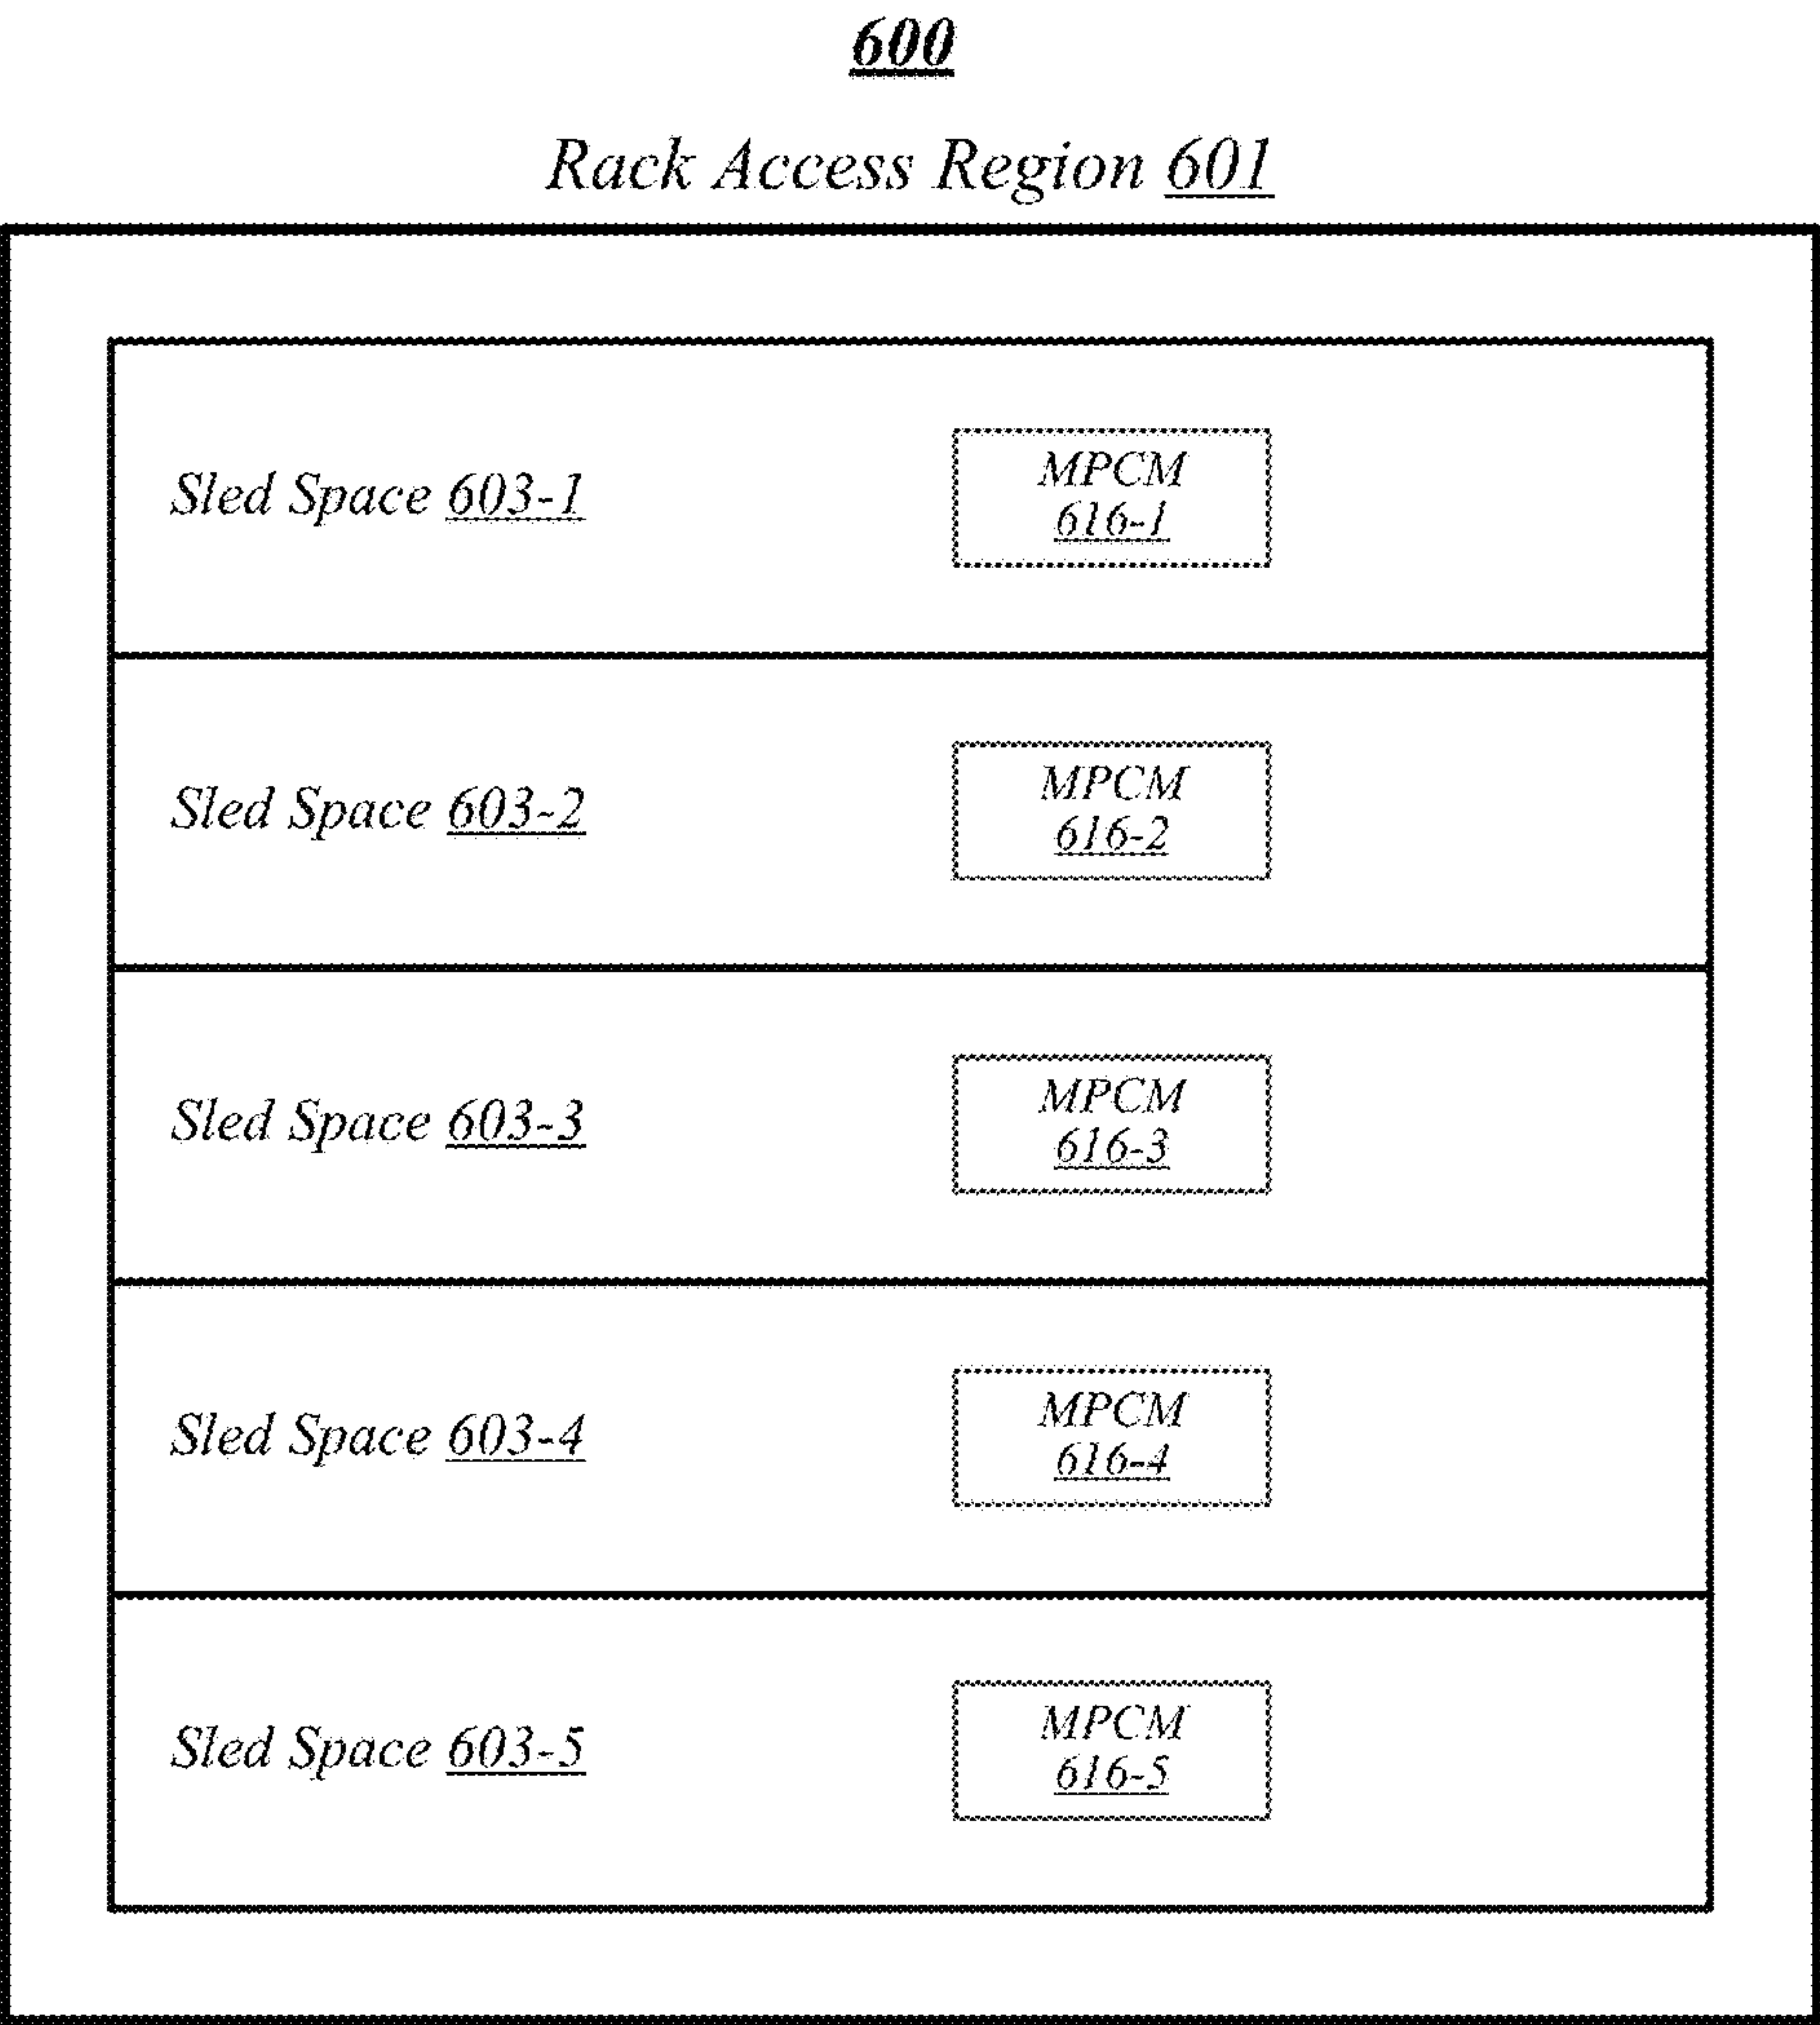 600
Rack Access Region 601
Sled Space 603-1
MPCM
616-1
Sled Space 603-2
MPCM
616-2
Sled Space 603-3
MPCM
616-3
Sled Space 603-4
MPCM
616-4
Sled Space 603-5
MPCM
616-5